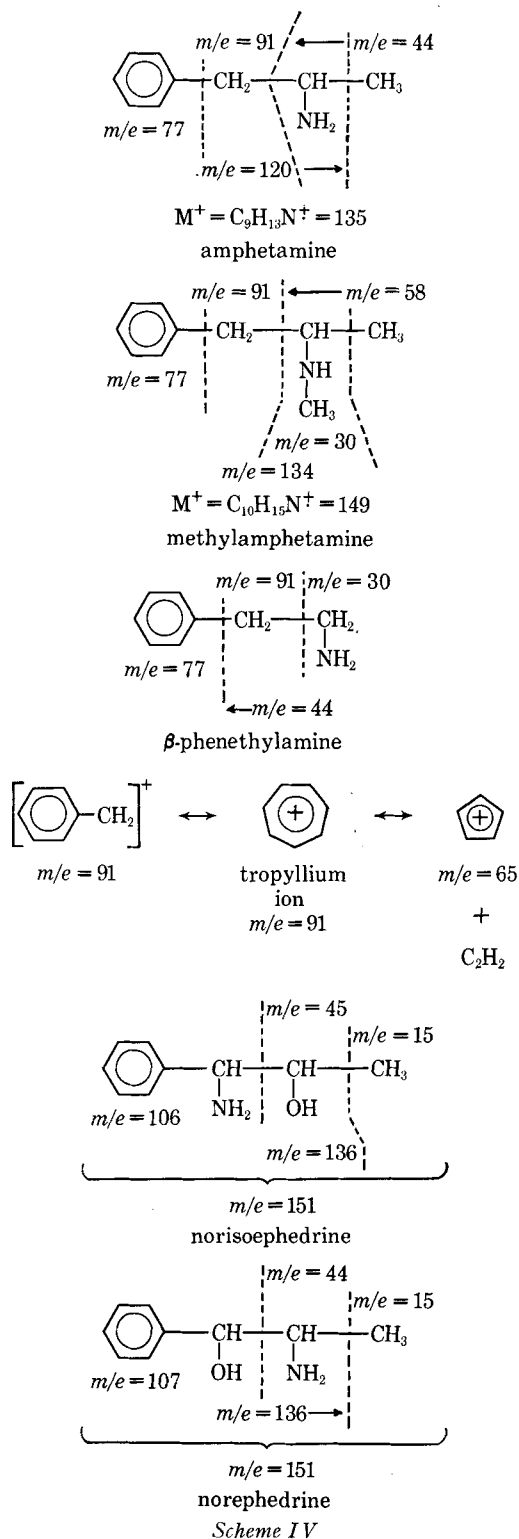 m/e = 91 m/e = 44
CH₂ CH CH₃
NH₂
m/e = 77
m/e = 120
M⁺ = C₉H₁₃N⁺ = 135
amphetamine
m/e = 91 m/e = 58
CH₂ CH CH₃
m/e = 77 NH
CH₃
m/e = 30
m/e = 134
M⁺ = C₁₀H₁₅N⁺ = 149
methylamphetamine
m/e = 91 m/e = 30
CH₂ CH₂
m/e = 77 NH₂
m/e = 44
β-phenethylamine
[ CH₂ ]⁺ ↔ + ↔ +
m/e = 91 tropyllium m/e = 65
ion +
m/e = 91
C₂H₂
m/e = 45
m/e = 15
CH CH CH₃
m/e = 106 NH₂ OH
m/e = 136
m/e = 151
norisoephedrine
m/e = 44
m/e = 15
CH CH CH₃
m/e = 107 OH NH₂
m/e = 136
m/e = 151
norephedrine
Scheme IV